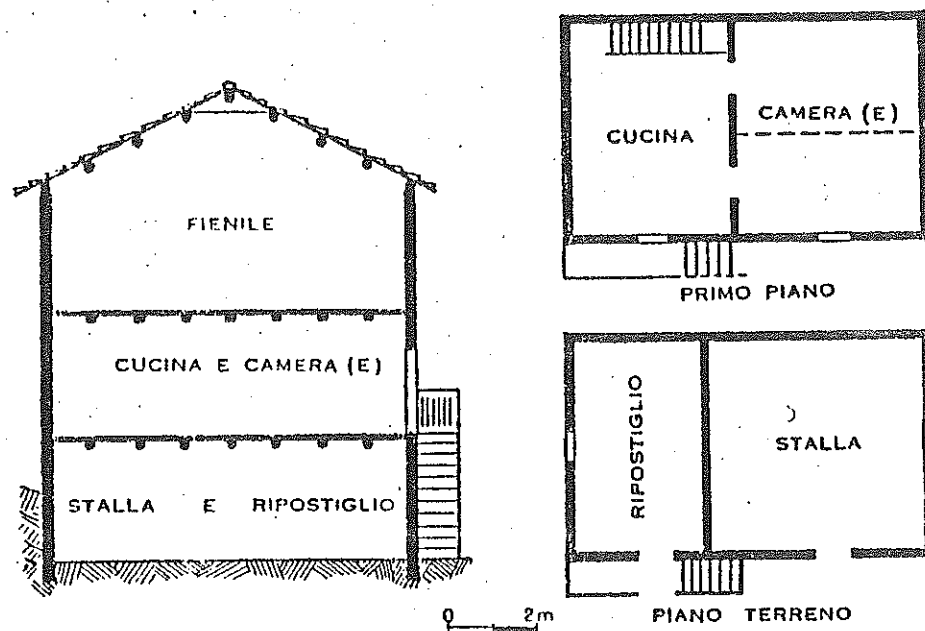 FIENILE
CUCINA E CAMERA (E)
STALLA E RIPOSTIGLIO
CUCINA
CAMERA (E)
PRIMO PIANO
RIPOSTIGLIO
STALLA
PIANO TERRENO
0 2m